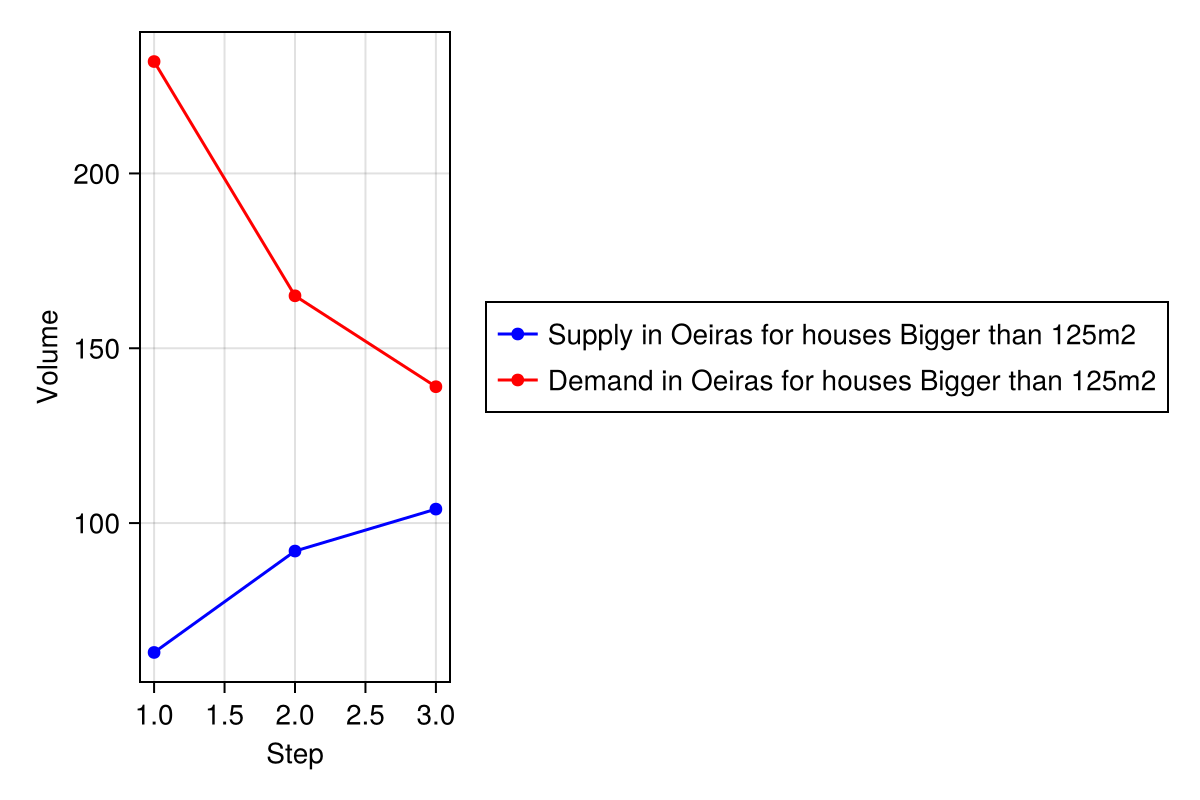 200
150
100
Volume
1.0 1.5 2.0 2.5 3.0
Step
Supply in Oeiras for houses Bigger than 125m2
Demand in Oeiras for houses Bigger than 125m2